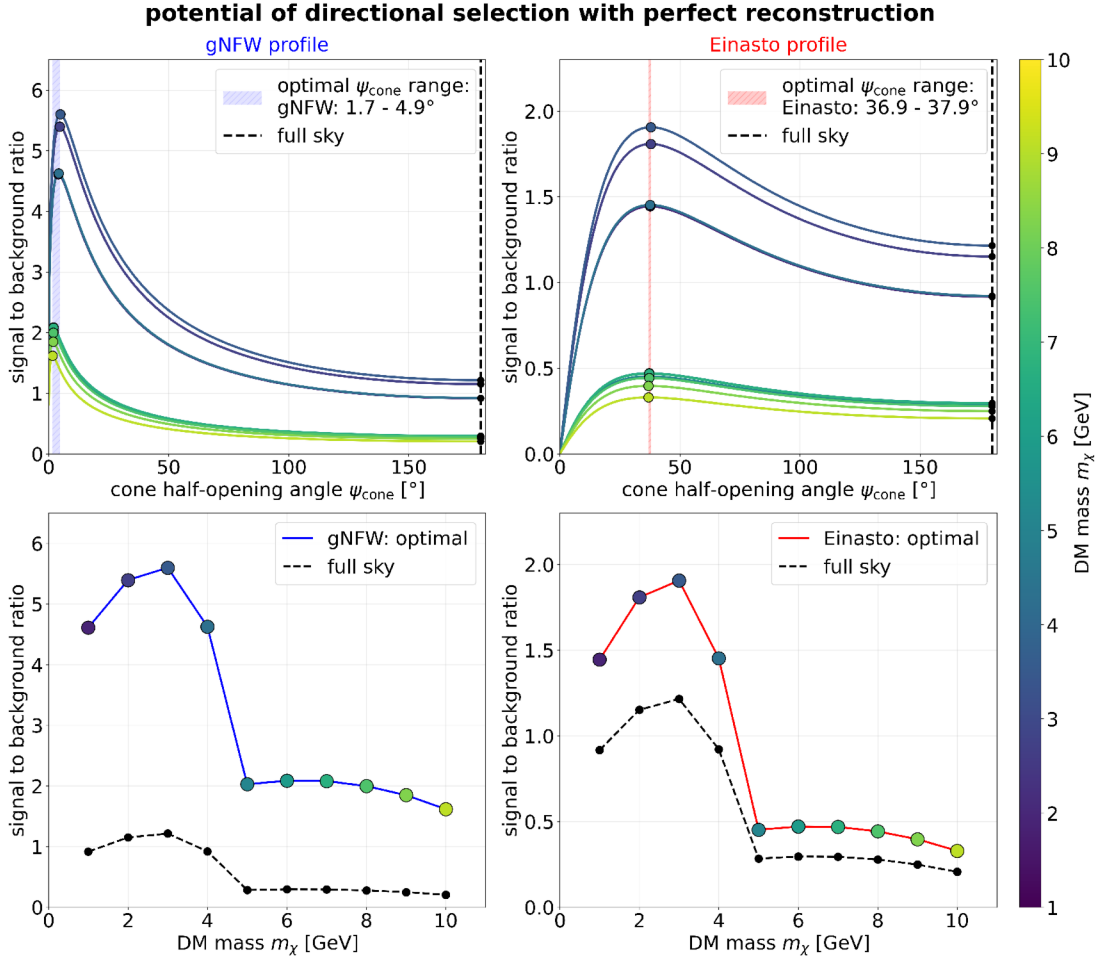 potential of directional selection with perfect reconstruction
gNFW profile
signal to background ratio
6
5
4
3
2
1
0
optimal ψcone range:
gNFW: 1.7 - 4.9°
full sky
0
50
100
150
cone half-opening angle ψcone [°]
Einasto profile
signal to background ratio
2.0
1.5
1.0
0.5
0.0
optimal ψcone range:
Einasto: 36.9 - 37.9°
full sky
0
50
100
150
cone half-opening angle ψcone [°]
signal to background ratio
6
5
4
3
2
1
0
gNFW: optimal
full sky
0
2
4
6
8
10
DM mass mχ [GeV]
signal to background ratio
2.0
1.5
1.0
0.5
0.0
Einasto: optimal
full sky
0
2
4
6
8
10
DM mass mχ [GeV]
10
9
8
7
6
5
4
3
2
1
DM mass mχ [GeV]